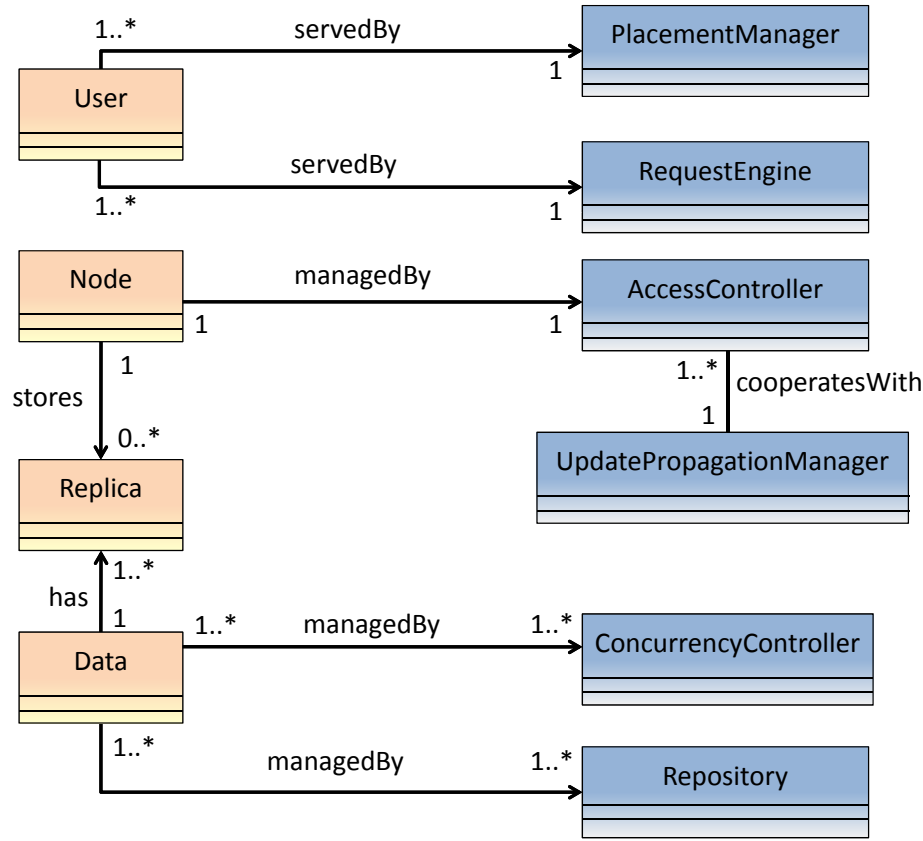 1..*
servedBy
PlacementManager
1
User
servedBy
RequestEngine
1..*
1
Node
managedBy
AccessController
1
1
1
1..*
cooperatesWith
stores
1
0..*
UpdatePropagationManager
Replica
1..*
has
1
1..*
managedBy
1..*
ConcurrencyController
Data
1..*
managedBy
1..*
Repository